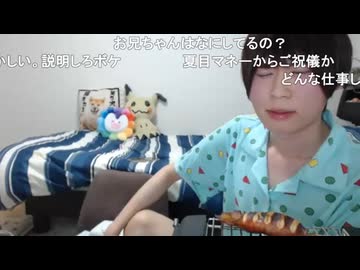 お兄ちゃんはなにしてるの？
かしい。説明しろボケ
夏目マネーからご祝儀か
どんな仕事し